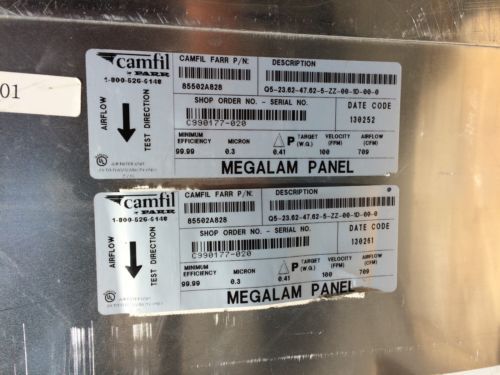 01
camfil
FARR
1-800-526-5148
AIRFLOW
TEST DIRECTION
CAMFIL FARR P/N:
85502A828
DESCRIPTION
Q5-23.62-47.62-5-ZZ-00-1D-00-0
SHOP ORDER NO. - SERIAL NO.
C990177-020
DATE CODE
130252
MINIMUM EFFICIENCY
99.99
MICRON
0.3
△P TARGET (W.G.)
0.41
VELOCITY (FPM)
100
AIRFLOW (CFM)
709
MEGALAM PANEL
camfil
FARR
1-800-526-5148
AIRFLOW
TEST DIRECTION
CAMFIL FARR P/N:
85502A828
DESCRIPTION
Q5-23.62-47.62-5-ZZ-00-1D-00-0
SHOP ORDER NO. - SERIAL NO.
C990177-020
DATE CODE
130261
MINIMUM EFFICIENCY
99.99
MICRON
0.3
△P TARGET (W.G.)
0.41
VELOCITY (FPM)
100
AIRFLOW (CFM)
709
MEGALAM PANEL